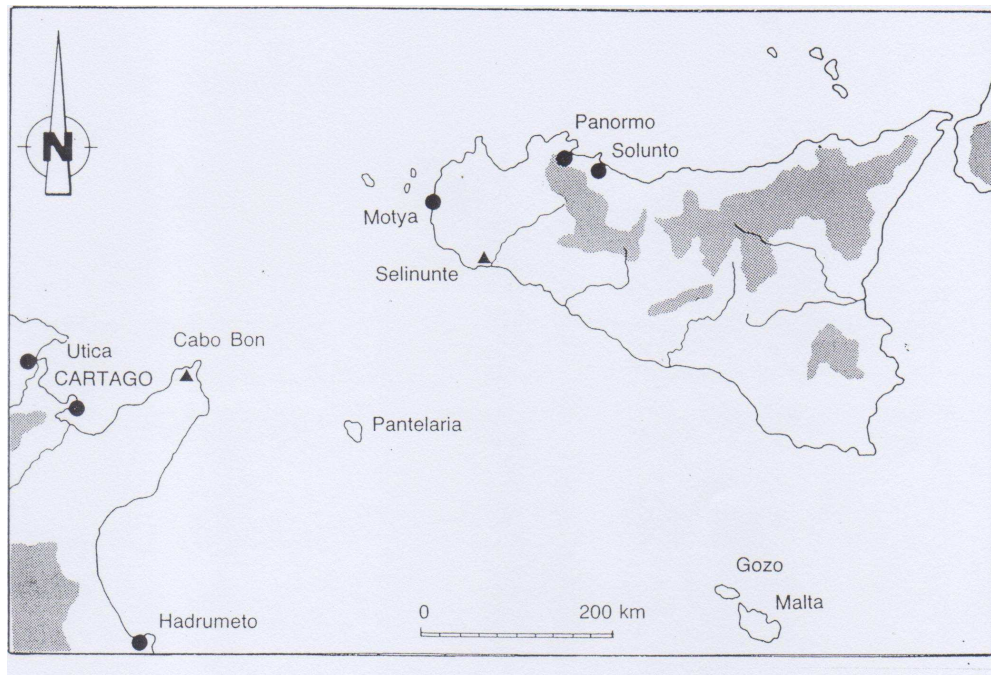 N
Panormo
Solunto
Motya
Selinunte
Cabo Bon
Utica
CARTAGO
Pantelaria
Gozo
Malta
0 200 km
Hadrumeto